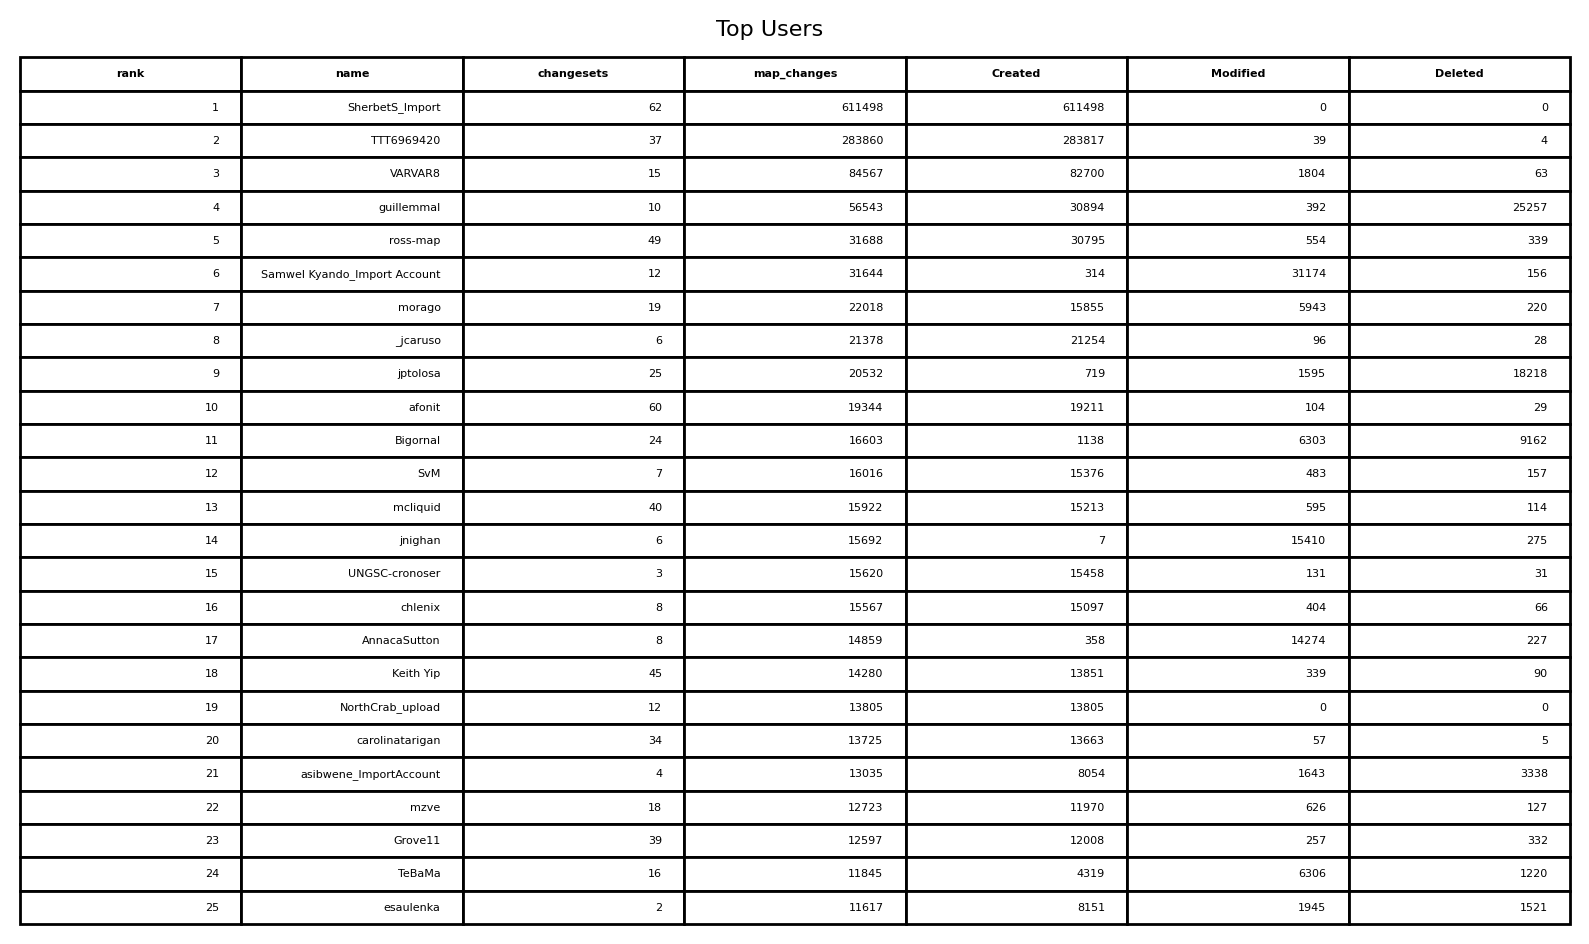 Top Users
rank name changesets map_changes Created Modified Deleted
1 SherbetS_Import 62 611498 611498 0 0
2 TTT6969420 37 283860 283817 39 4
3 VARVAR8 15 84567 82700 1804 63
4 guillemmal 10 56543 30894 392 25257
5 ross-map 49 31688 30795 554 339
6 Samwel Kyando_Import Account 12 31644 314 31174 156
7 morago 19 22018 15855 5943 220
8 _jcaruso 6 21378 21254 96 28
9 jptolosa 25 20532 719 1595 18218
10 afonit 60 19344 19211 104 29
11 Bigornal 24 16603 1138 6303 9162
12 SvM 7 16016 15376 483 157
13 mcliquid 40 15922 15213 595 114
14 jnighan 6 15692 7 15410 275
15 UNGSC-cronoser 3 15620 15458 131 31
16 chlenix 8 15567 15097 404 66
17 AnnacaSutton 8 14859 358 14274 227
18 Keith Yip 45 14280 13851 339 90
19 NorthCrab_upload 12 13805 13805 0 0
20 carolinatarigan 34 13725 13663 57 5
21 asibwene_ImportAccount 4 13035 8054 1643 3338
22 mzve 18 12723 11970 626 127
23 Grove11 39 12597 12008 257 332
24 TeBaMa 16 11845 4319 6306 1220
25 esaulenka 2 11617 8151 1945 1521